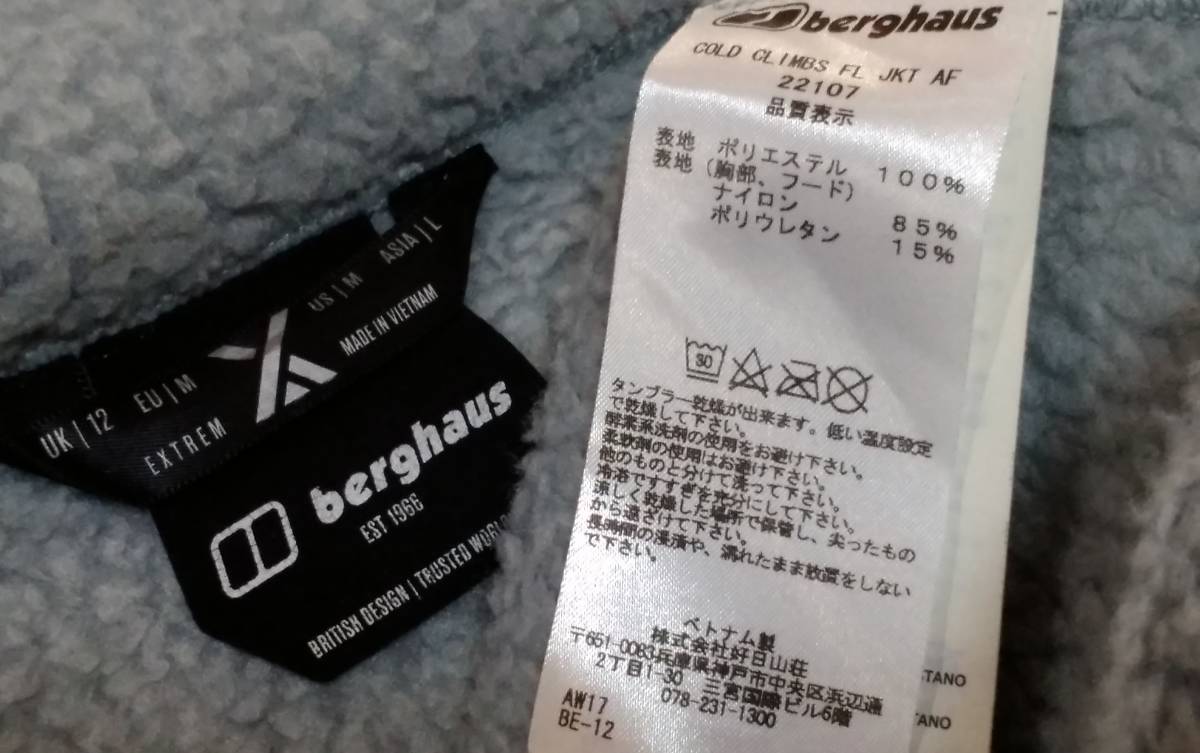 UK | 12
EU | M
US | M
ASIA | L
EXTREM
MADE IN VIETNAM
berghaus
EST 1966
BRITISH DESIGN | TRUSTED WORL
berghaus
COLD CLIMBS FL JKT AF
22107
品質表示
表地 ポリエステル 100%
表地(胸部、フード)
ナイロン 85%
ポリウレタン 15%
30
タンブラー乾燥が出来ます。低い温度設定
で乾燥して下さい。
酵素系洗剤の使用をお避け下さい。
柔軟剤の使用はお避け下さい。
他のものと分けて洗って下さい。
冷浴ですすぎを充分にして下さい。
涼しく乾燥した場所で保管し、尖ったもの
から遠ざけて下さい。
長時間の浸漬や、濡れたまま放置をしない
で下さい。
ベトナム製
株式会社好日山荘
〒651-0083兵庫県神戸市中央区浜辺通
2丁目1-30 三宮国際ビル6階
078-231-1300
AW17
BE-12
TANO
TANO